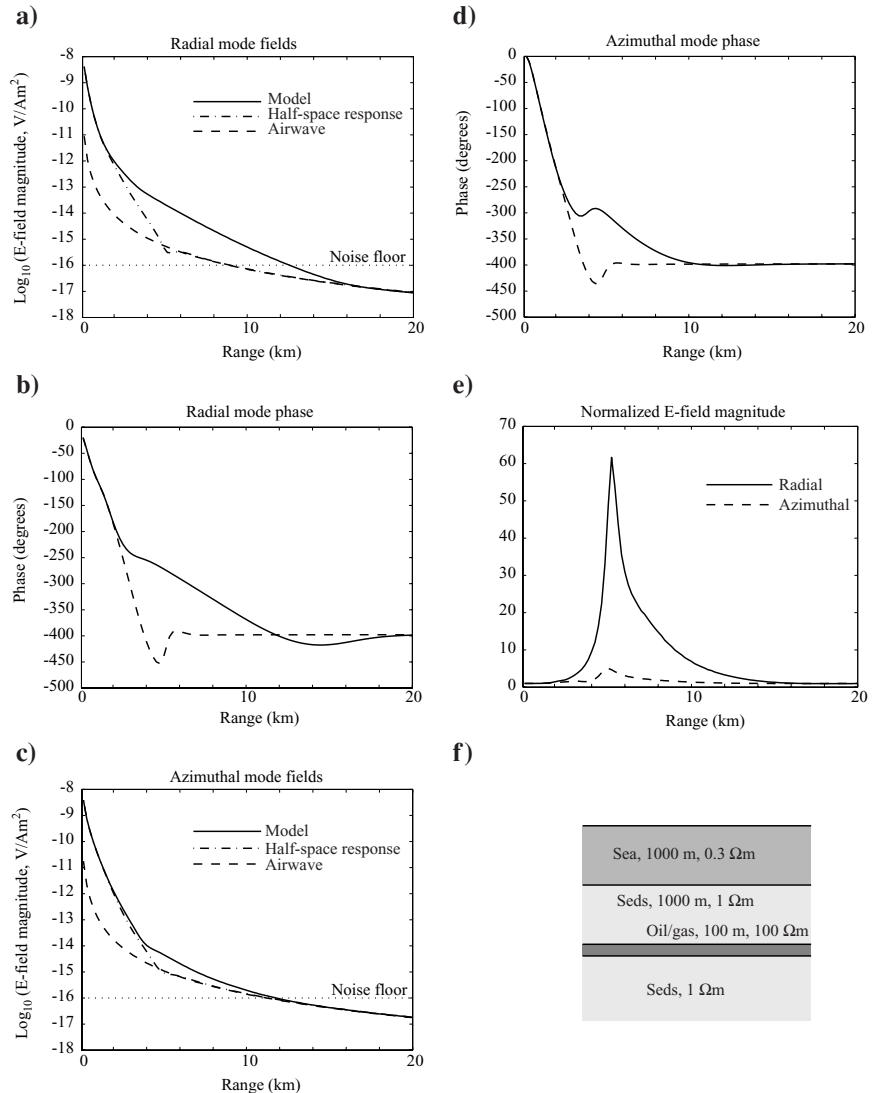 a)
Radial mode fields
-8
-9
-10
-11
-12
-13
-14
-15
-16
-17
-18
Log10 (E-field magnitude, V/Am²)
Model
Half-space response
Airwave
Noise floor
0 10 20
Range (km)
b)
Radial mode phase
0
-50
-100
-150
-200
-250
-300
-350
-400
-450
-500
Phase (degrees)
0 10 20
Range (km)
c)
Azimuthal mode fields
-8
-9
-10
-11
-12
-13
-14
-15
-16
-17
-18
Log10 (E-field magnitude, V/Am²)
Model
Half-space response
Airwave
Noise floor
0 10 20
Range (km)
d)
Azimuthal mode phase
0
-50
-100
-150
-200
-250
-300
-350
-400
-450
-500
Phase (degrees)
0 10 20
Range (km)
e)
Normalized E-field magnitude
70
60
50
40
30
20
10
0
Radial
Azimuthal
0 10 20
Range (km)
f)
Sea, 1000 m, 0.3 Ωm
Seds, 1000 m, 1 Ωm
Oil/gas, 100 m, 100 Ωm
Seds, 1 Ωm